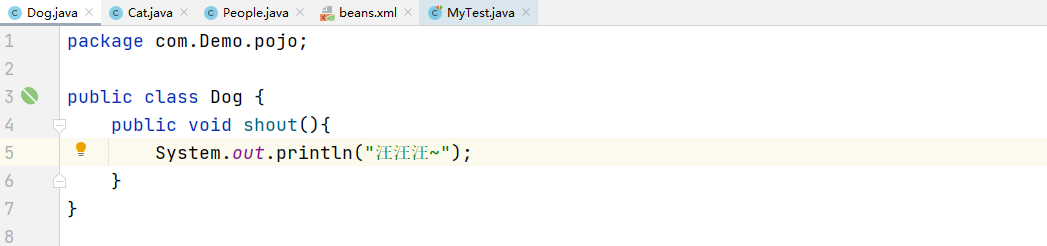 Dog.java
Cat.java
People.java
beans.xml
MyTest.java
1 package com.Demo.pojo;
2
3 public class Dog {
4     public void shout(){
5         System.out.println("汪汪汪~");
6     }
7 }
8